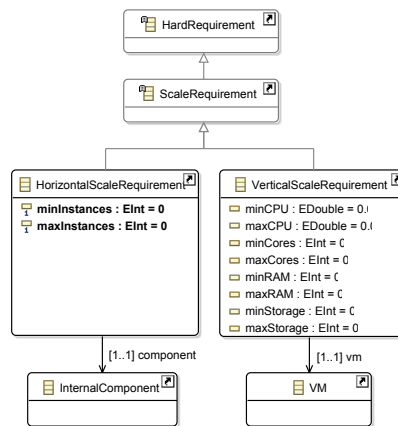 HardRequirement
ScaleRequirement
HorizontalScaleRequirement
minInstances : EInt = 0
maxInstances : EInt = 0
VerticalScaleRequirement
minCPU : EDouble = 0.
maxCPU : EDouble = 0.
minCores : EInt = 0
maxCores : EInt = 0
minRAM : EInt = 0
maxRAM : EInt = 0
minStorage : EInt = 0
maxStorage : EInt = 0
[1..1] component
[1..1] vm
InternalComponent
VM